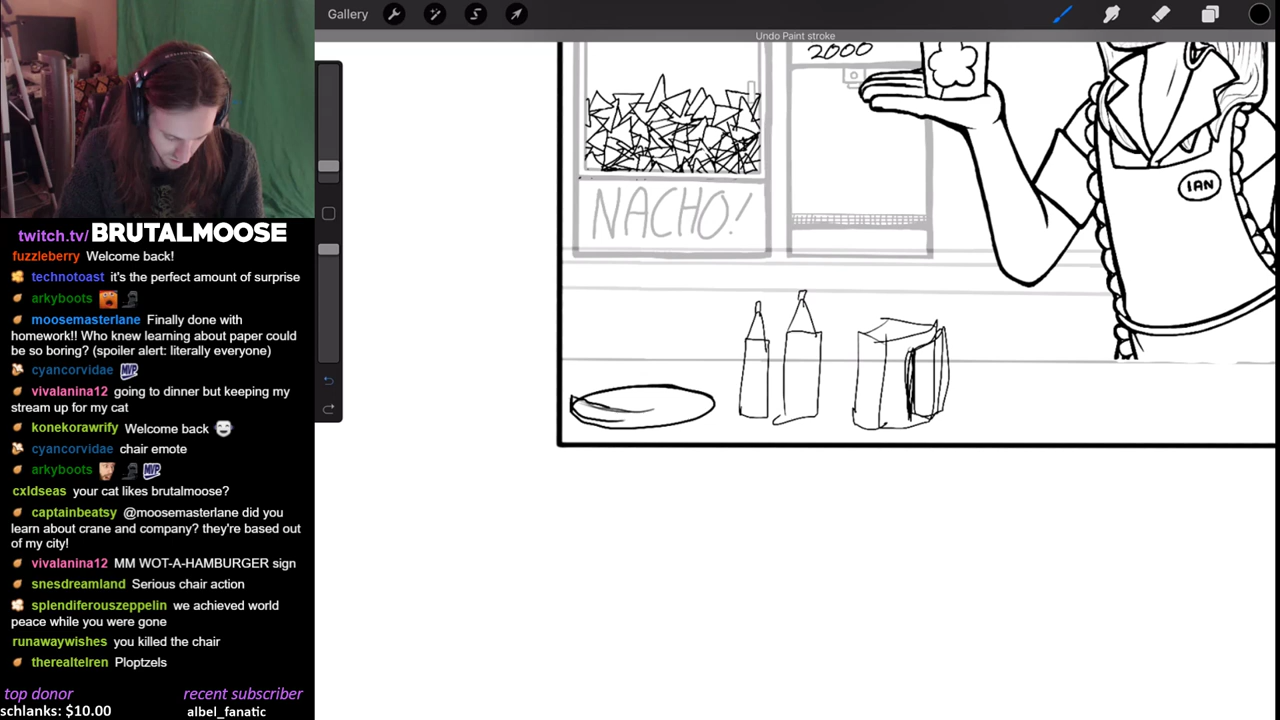 Gallery
Undo Paint stroke
2000
NACHO!
IAN
twitch.tv/BRUTALMOOSE
fuzzleberry Welcome back!
technotoast it's the perfect amount of surprise
arkyboots
moosemasterlane Finally done with
homework!! Who knew learning about paper could
be so boring? (spoiler alert: literally everyone)
cyancorvidae MVP
vivalanina12 going to dinner but keeping my
stream up for my cat
konekorawrify Welcome back
cyancorvidae chair emote
arkyboots MVP
cxldseas your cat likes brutalmoose?
captainbeatsy @moosemasterlane did you
learn about crane and company? they're based out
of my city!
vivalanina12 MM WOT-A-HAMBURGER sign
snesdreamland Serious chair action
splendiferouszeppelin we achieved world
peace while you were gone
runawaywishes you killed the chair
therealtelren Ploptzels
top donor recent subscriber
schlanks: $10.00 albel_fanatic